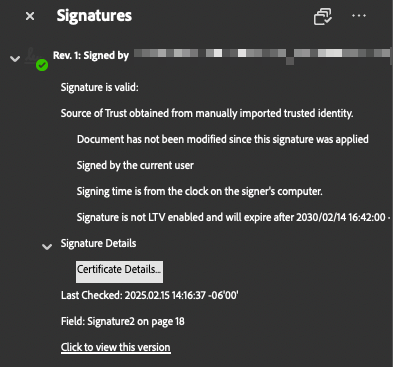 Signatures
Rev. 1: Signed by
Signature is valid:
Source of Trust obtained from manually imported trusted identity.
Document has not been modified since this signature was applied
Signed by the current user
Signing time is from the clock on the signer's computer.
Signature is not LTV enabled and will expire after 2030/02/14 16:42:00 -
Signature Details
Certificate Details...
Last Checked: 2025.02.15 14:16:37 -06'00'
Field: Signature2 on page 18
Click to view this version